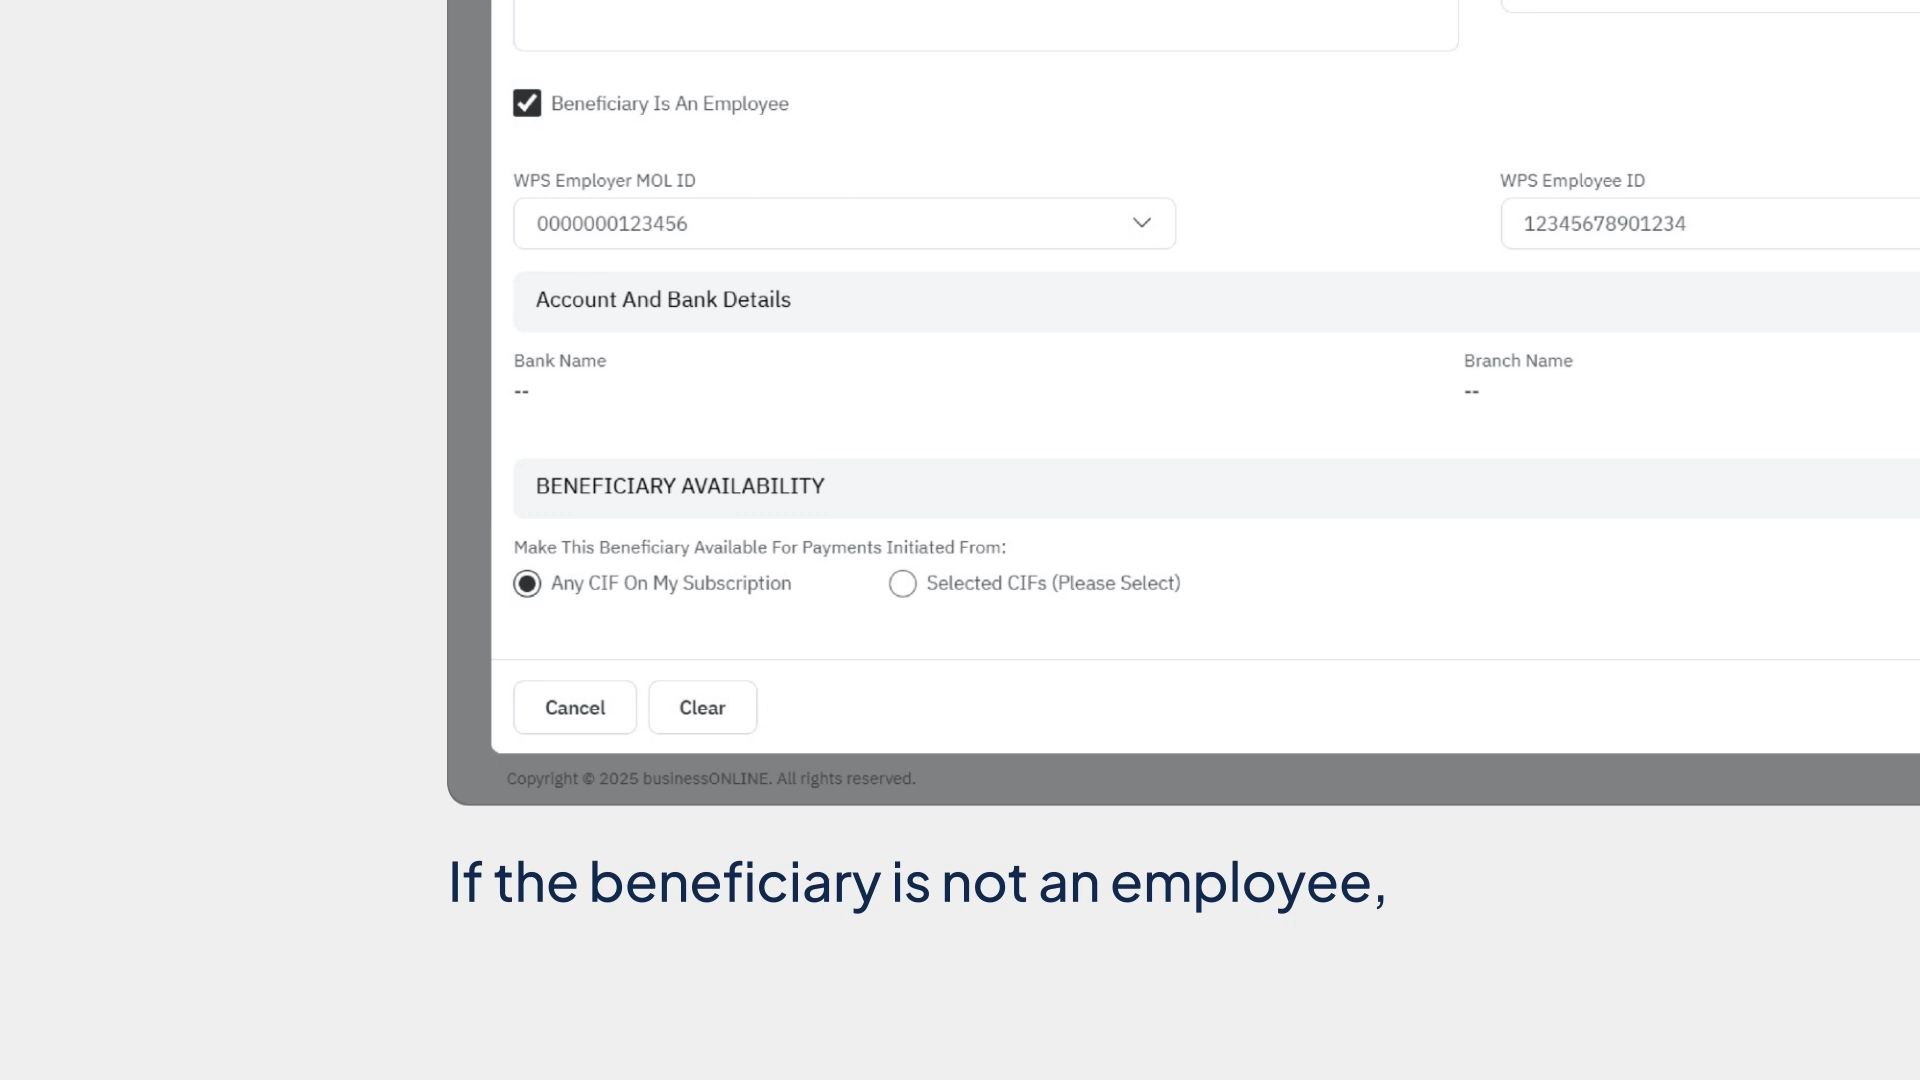 Beneficiary Is An Employee
WPS Employer MOL ID
WPS Employee ID
0000000123456
12345678901234
Account And Bank Details
Bank Name
Branch Name
--
--
BENEFICIARY AVAILABILITY
Make This Beneficiary Available For Payments Initiated From:
Any CIF On My Subscription
Selected CIFs (Please Select)
Cancel
Clear
Copyright © 2025 businessONLINE. All rights reserved.
If the beneficiary is not an employee,